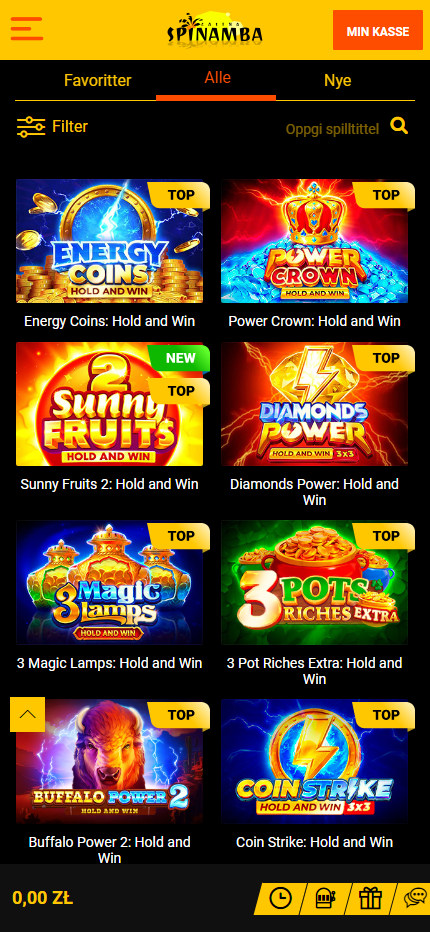 CASINO
SPINAMBA
MIN KASSE
Favoritter
Alle
Nye
Filter
Oppgi spilltittel
TOP
ENERGY
COINS
HOLD AND WIN
Energy Coins: Hold and Win
TOP
POWER
CROWN
HOLD AND WIN
Power Crown: Hold and Win
NEW
TOP
2
Sunny
FRUITS
HOLD AND WIN
Sunny Fruits 2: Hold and Win
TOP
DIAMONDS
POWER
HOLD AND WIN 3X3
Diamonds Power: Hold and
Win
TOP
3 Magic
Lamps
HOLD AND WIN
3 Magic Lamps: Hold and Win
TOP
3 POTS
RICHES EXTRA
3 Pot Riches Extra: Hold and
Win
TOP
BUFFALO POWER 2
HOLD AND WIN
Buffalo Power 2: Hold and
Win
TOP
COIN STRIKE
HOLD AND WIN 3X3
Coin Strike: Hold and Win
0,00 ZŁ